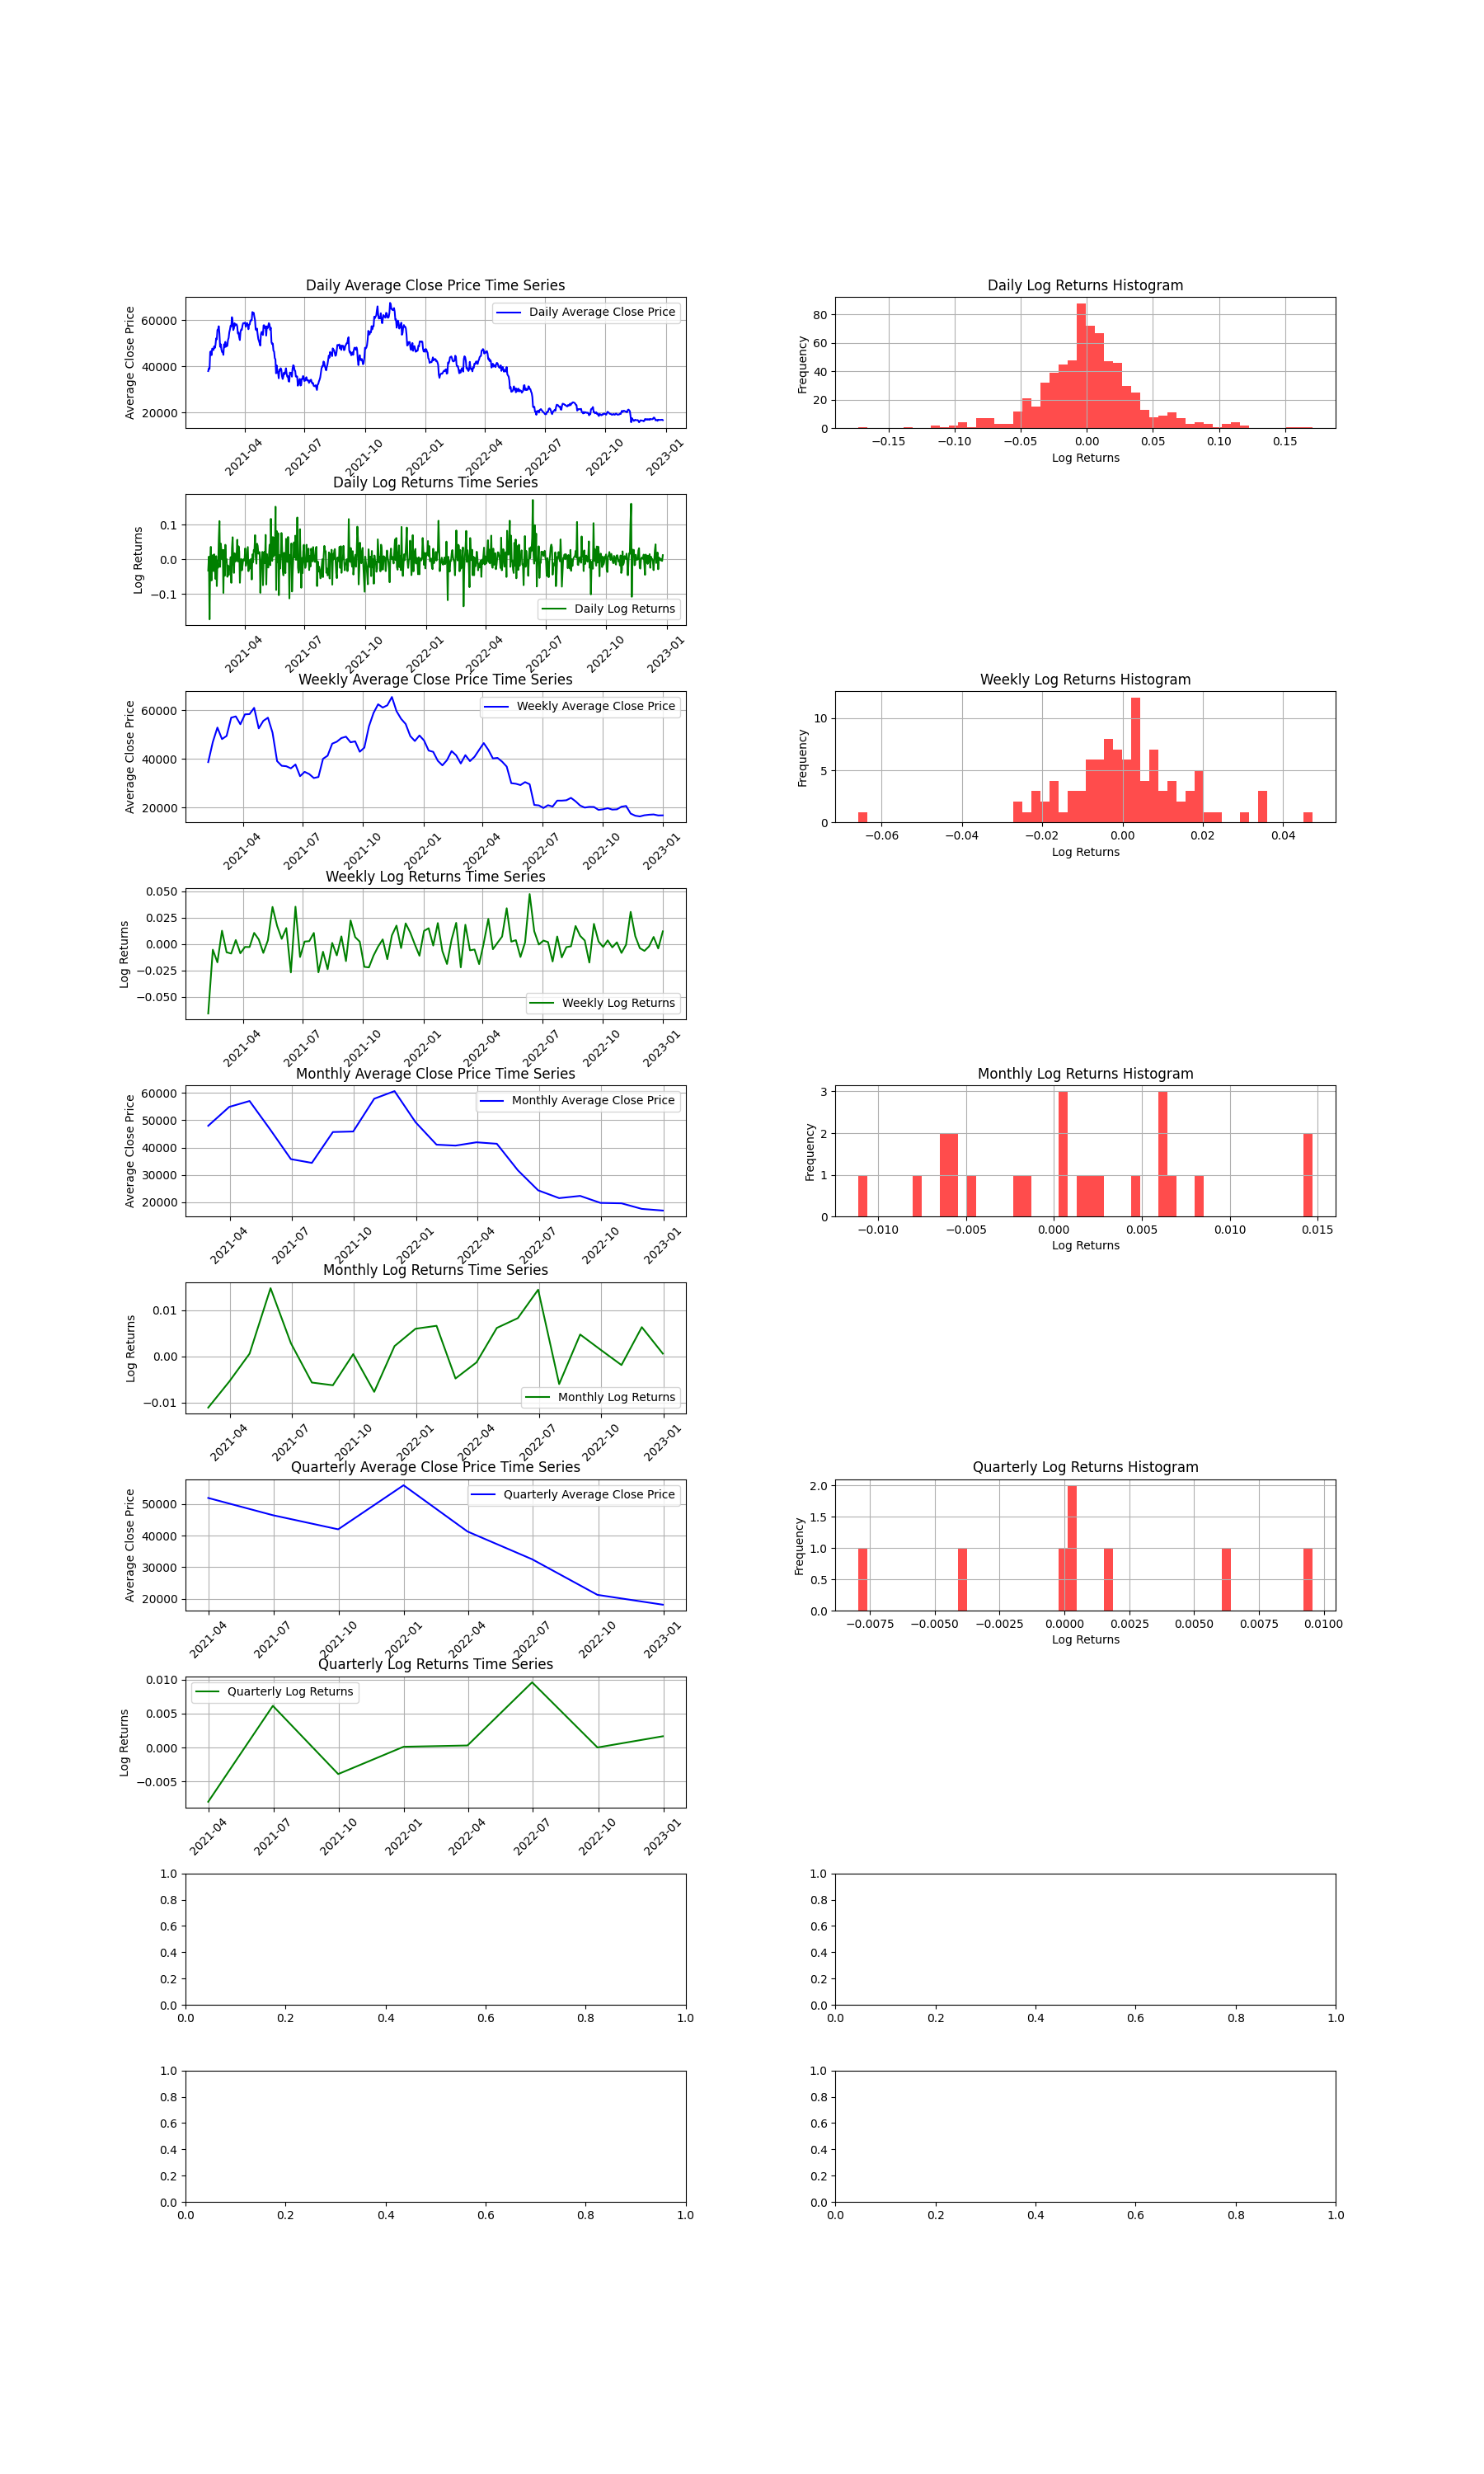 Daily Average Close Price Time Series
Average Close Price
60000
40000
20000
Daily Average Close Price
2021-04 2021-07 2021-10 2022-01 2022-04 2022-07 2022-10 2023-01
Daily Log Returns Histogram
Frequency
80
60
40
20
0
−0.15 −0.10 −0.05 0.00 0.05 0.10 0.15
Log Returns
Daily Log Returns Time Series
Log Returns
0.1
0.0
−0.1
Daily Log Returns
2021-04 2021-07 2021-10 2022-01 2022-04 2022-07 2022-10 2023-01
Weekly Average Close Price Time Series
Average Close Price
60000
40000
20000
Weekly Average Close Price
2021-04 2021-07 2021-10 2022-01 2022-04 2022-07 2022-10 2023-01
Weekly Log Returns Histogram
Frequency
10
5
0
−0.06 −0.04 −0.02 0.00 0.02 0.04
Log Returns
Weekly Log Returns Time Series
Log Returns
0.050
0.025
0.000
−0.025
−0.050
Weekly Log Returns
2021-04 2021-07 2021-10 2022-01 2022-04 2022-07 2022-10 2023-01
Monthly Average Close Price Time Series
Average Close Price
60000
50000
40000
30000
20000
Monthly Average Close Price
2021-04 2021-07 2021-10 2022-01 2022-04 2022-07 2022-10 2023-01
Monthly Log Returns Histogram
Frequency
3
2
1
0
−0.010 −0.005 0.000 0.005 0.010 0.015
Log Returns
Monthly Log Returns Time Series
Log Returns
0.01
0.00
−0.01
Monthly Log Returns
2021-04 2021-07 2021-10 2022-01 2022-04 2022-07 2022-10 2023-01
Quarterly Average Close Price Time Series
Average Close Price
50000
40000
30000
20000
Quarterly Average Close Price
2021-04 2021-07 2021-10 2022-01 2022-04 2022-07 2022-10 2023-01
Quarterly Log Returns Histogram
Frequency
2.0
1.5
1.0
0.5
0.0
−0.0075 −0.0050 −0.0025 0.0000 0.0025 0.0050 0.0075 0.0100
Log Returns
Quarterly Log Returns Time Series
Log Returns
0.010
0.005
0.000
−0.005
Quarterly Log Returns
2021-04 2021-07 2021-10 2022-01 2022-04 2022-07 2022-10 2023-01
1.0
0.8
0.6
0.4
0.2
0.0
0.0 0.2 0.4 0.6 0.8 1.0
1.0
0.8
0.6
0.4
0.2
0.0
0.0 0.2 0.4 0.6 0.8 1.0
1.0
0.8
0.6
0.4
0.2
0.0
0.0 0.2 0.4 0.6 0.8 1.0
1.0
0.8
0.6
0.4
0.2
0.0
0.0 0.2 0.4 0.6 0.8 1.0